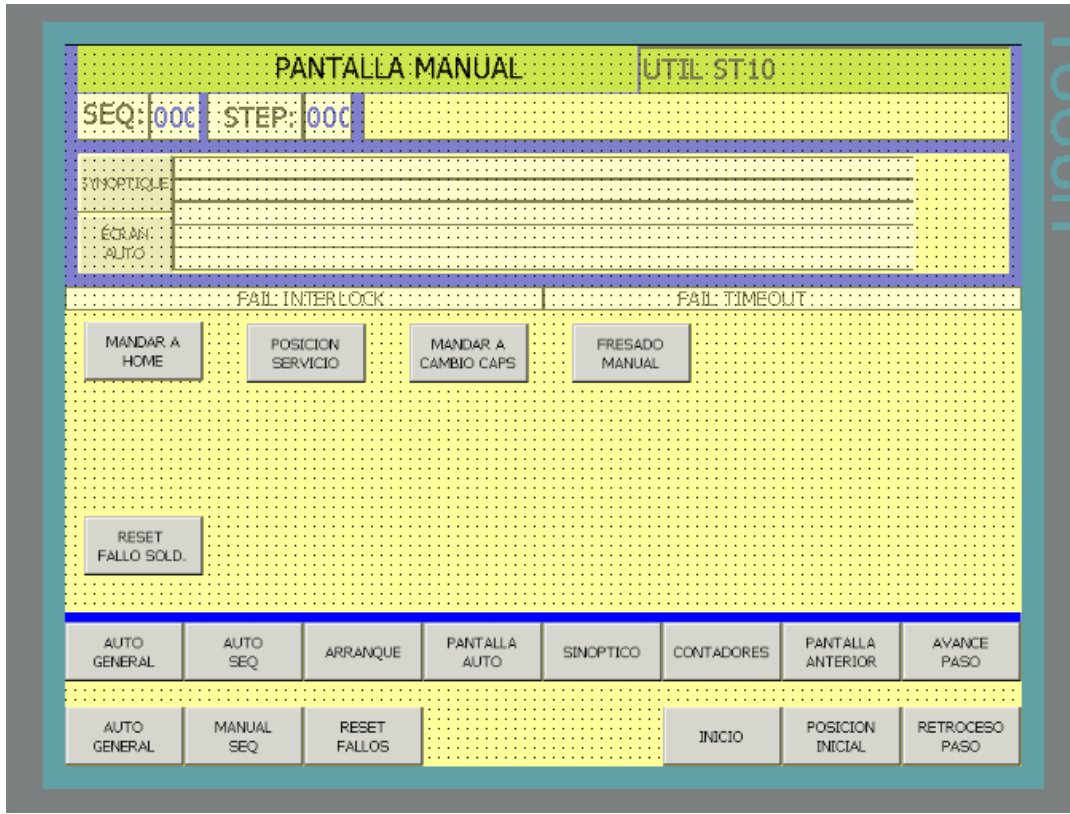 PANTALLA MANUAL
UTIL ST10
SEQ: 000 STEP: 000
SYNOPTIQUE
ÉCRAN
AUTO
FAIL INTERLOCK
FAIL TIMEOUT
MANDAR A
HOME
POSICION
SERVICIO
MANDAR A
CAMBIO CAPS
FRESADO
MANUAL
RESET
FALLO SOLD.
AUTO
GENERAL
AUTO
SEQ
ARRANQUE
PANTALLA
AUTO
SINOPTICO
CONTADORES
PANTALLA
ANTERIOR
AVANCE
PASO
AUTO
GENERAL
MANUAL
SEQ
RESET
FALLOS
INICIO
POSICION
INICIAL
RETROCESO
PASO